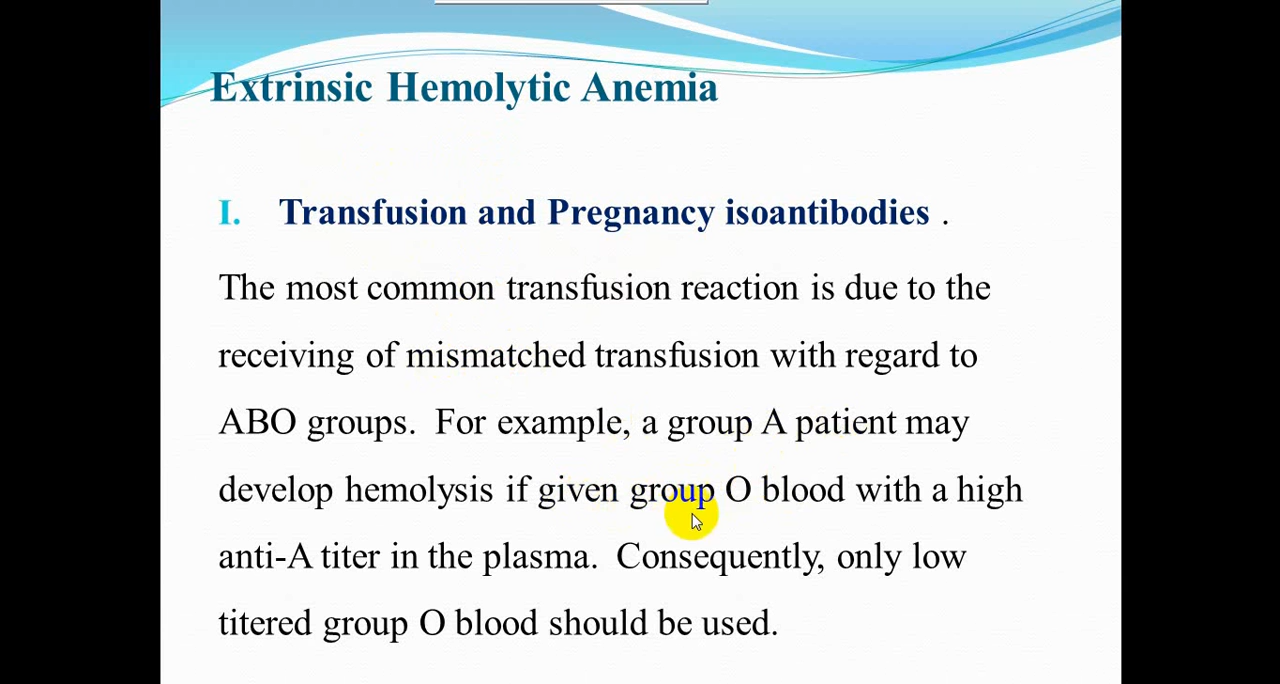 Extrinsic Hemolytic Anemia
I. Transfusion and Pregnancy isoantibodies .
The most common transfusion reaction is due to the
receiving of mismatched transfusion with regard to
ABO groups. For example, a group A patient may
develop hemolysis if given group O blood with a high
anti-A titer in the plasma. Consequently, only low
titered group O blood should be used.